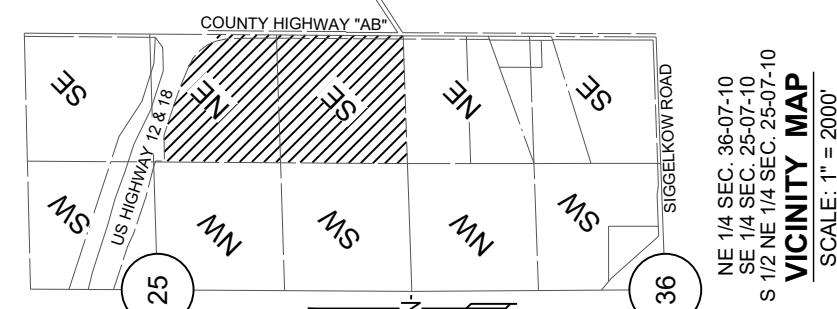 COUNTY HIGHWAY "AB"
SE
NE
SE
NE
SE
US HIGHWAY 12 & 18
SIGGELKOW ROAD
SW
NW
SW
NW
SW
25
36
N
NE 1/4 SEC. 36-07-10
SE 1/4 SEC. 25-07-10
S 1/2 NE 1/4 SEC. 25-07-10
VICINITY MAP
SCALE: 1" = 2000'